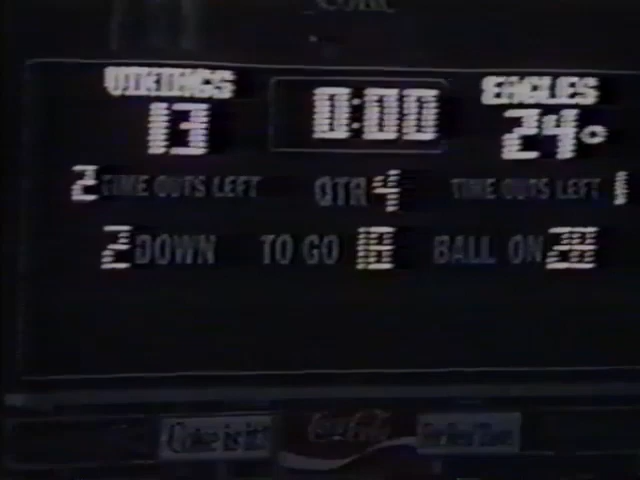 VIKINGS 0:00 EAGLES
13 24
2 TIME OUTS LEFT QTR 4 TIME OUTS LEFT 1
2 DOWN TO GO 18 BALL ON 28
Coke is it! Coca-Cola